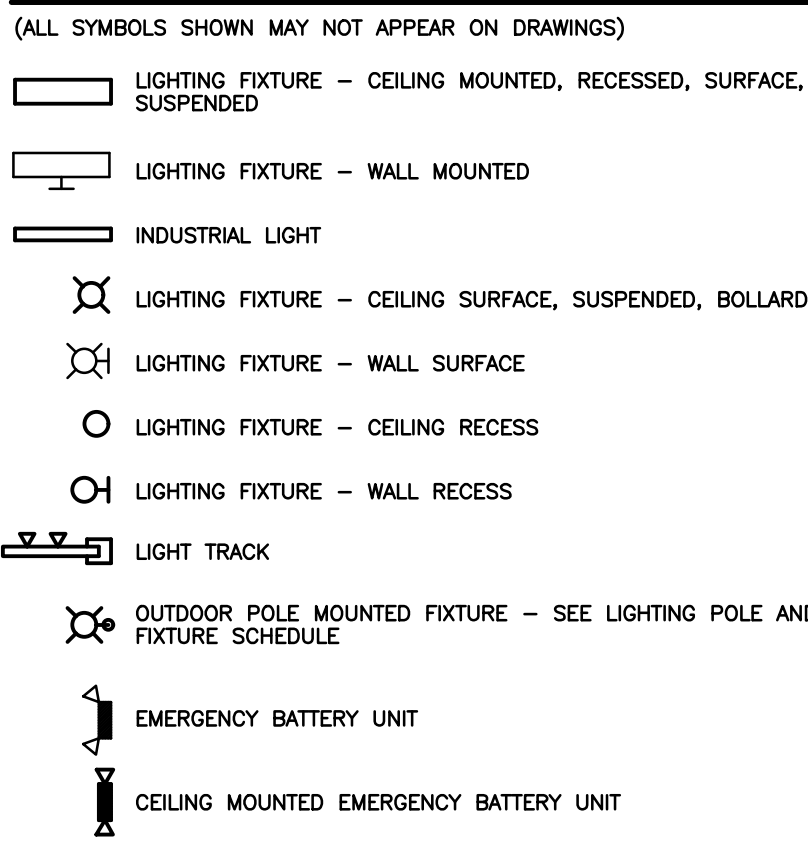 (ALL SYMBOLS SHOWN MAY NOT APPEAR ON DRAWINGS)
LIGHTING FIXTURE – CEILING MOUNTED, RECESSED, SURFACE,
SUSPENDED
LIGHTING FIXTURE – WALL MOUNTED
INDUSTRIAL LIGHT
LIGHTING FIXTURE – CEILING SURFACE, SUSPENDED, BOLLARD
LIGHTING FIXTURE – WALL SURFACE
LIGHTING FIXTURE – CEILING RECESS
LIGHTING FIXTURE – WALL RECESS
LIGHT TRACK
OUTDOOR POLE MOUNTED FIXTURE – SEE LIGHTING POLE AND
FIXTURE SCHEDULE
EMERGENCY BATTERY UNIT
CEILING MOUNTED EMERGENCY BATTERY UNIT